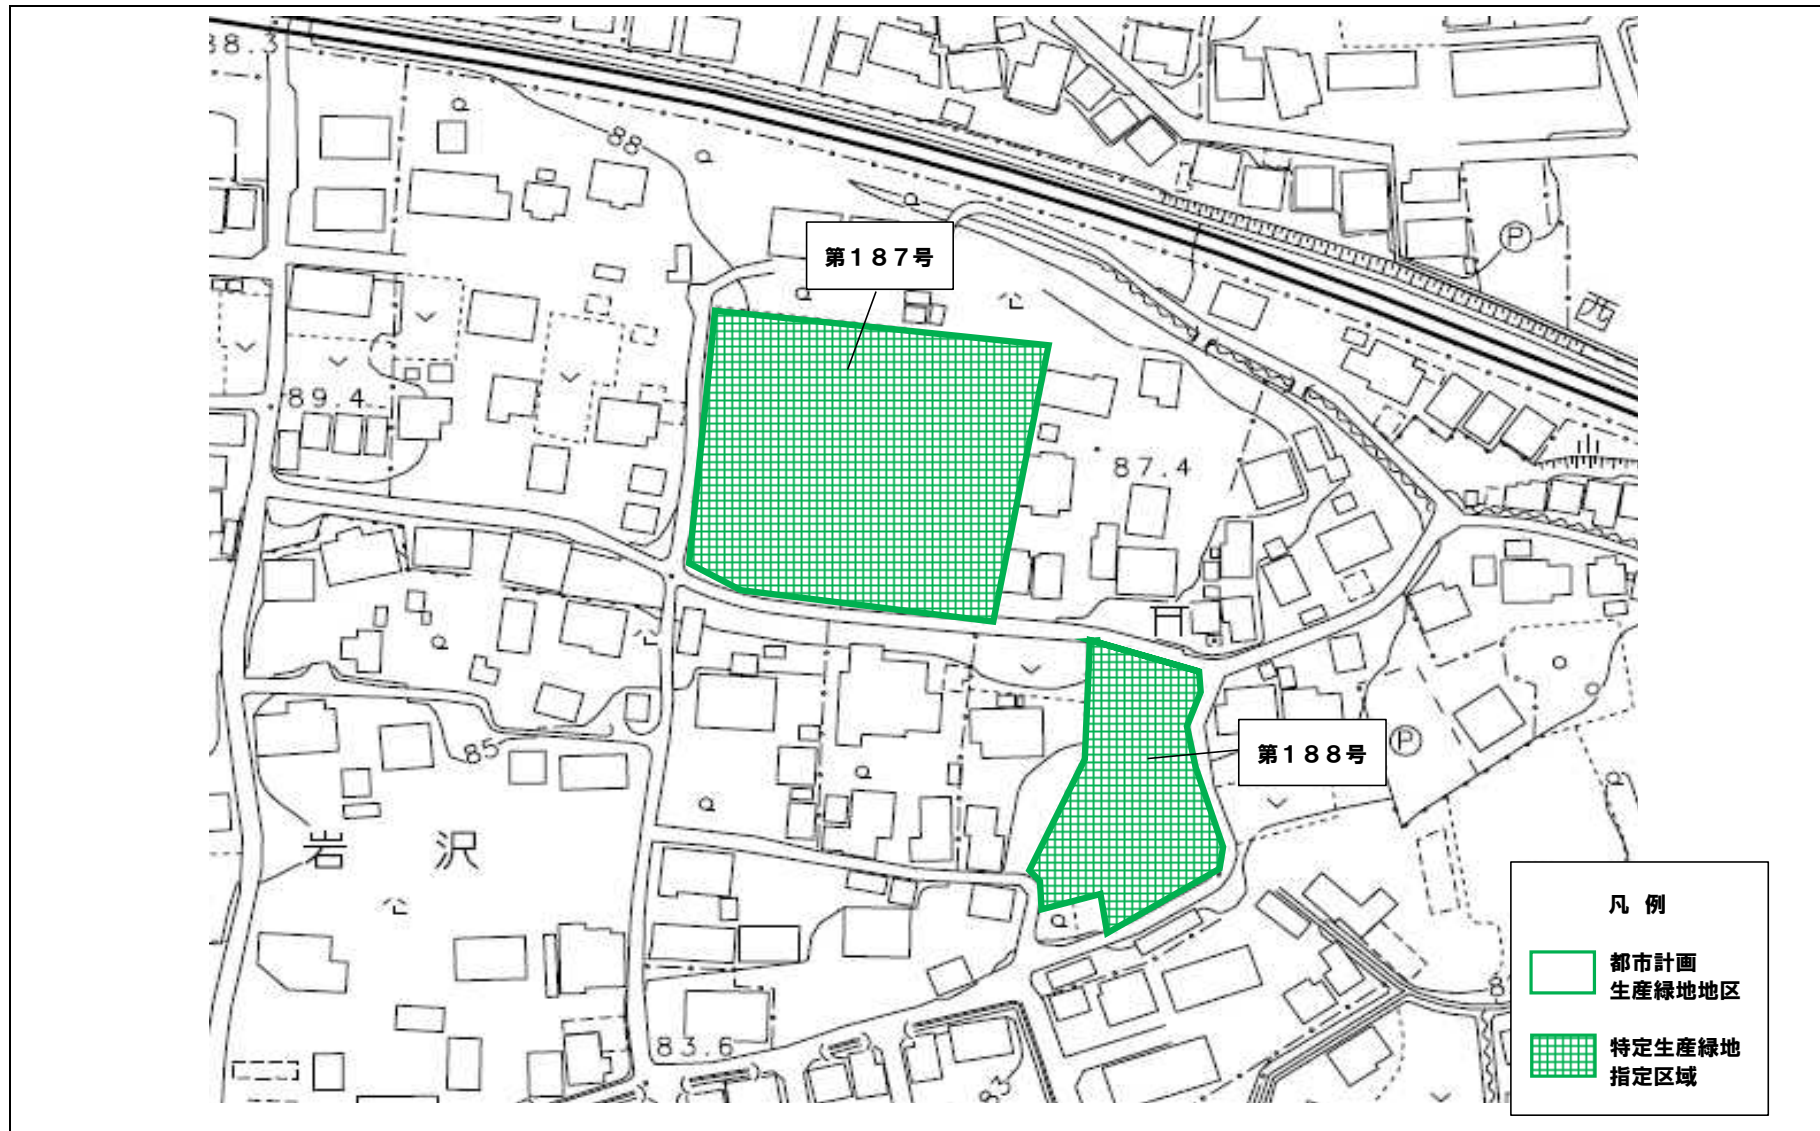 88.3
88
第187号
P
西
89.4
87.4
第188号
P
85
岩沢
83.6
83
凡 例
都市計画
生産緑地地区
特定生産緑地
指定区域